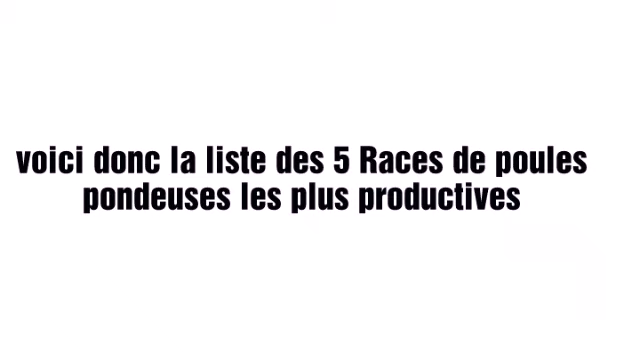 voici donc la liste des 5 Races de poules
pondeuses les plus productives